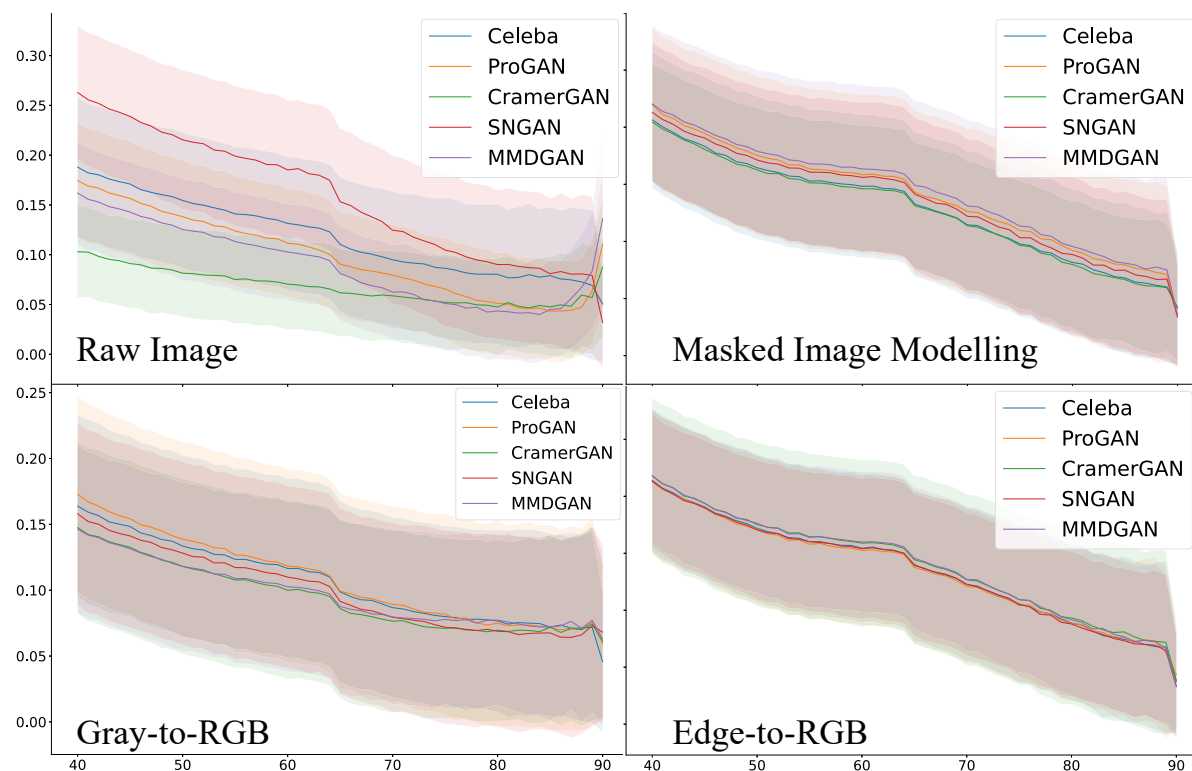 0.30
0.25
0.20
0.15
0.10
0.05
0.00
Celeba
ProGAN
CramerGAN
SNGAN
MMDGAN
Raw Image
Celeba
ProGAN
CramerGAN
SNGAN
MMDGAN
Masked Image Modelling
0.25
0.20
0.15
0.10
0.05
0.00
Celeba
ProGAN
CramerGAN
SNGAN
MMDGAN
Gray-to-RGB
40 50 60 70 80 90
Celeba
ProGAN
CramerGAN
SNGAN
MMDGAN
Edge-to-RGB
40 50 60 70 80 90